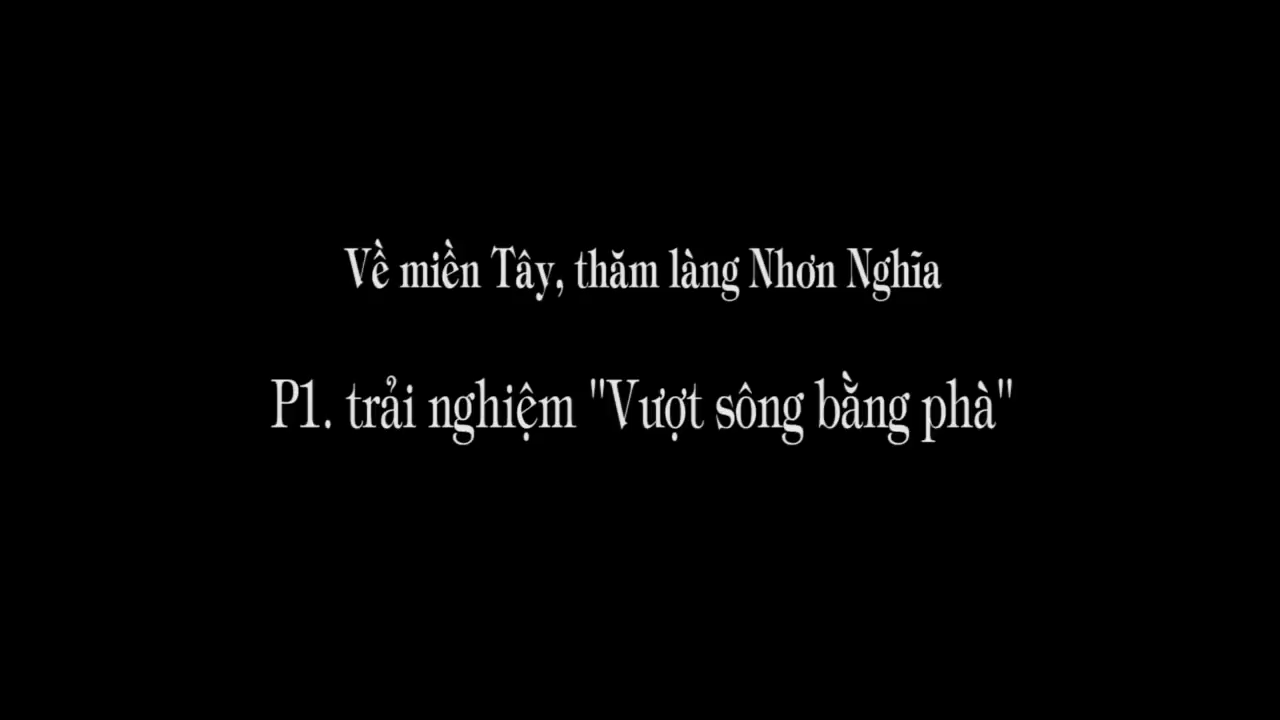 Về miền Tây, thăm làng Nhơn Nghĩa
P1. trải nghiệm "Vượt sông bằng phà"